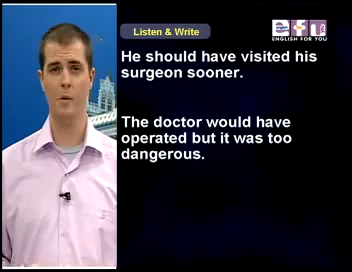 Listen & Write
efl
ENGLISH FOR YOU
He should have visited his
surgeon sooner.
The doctor would have
operated but it was too
dangerous.